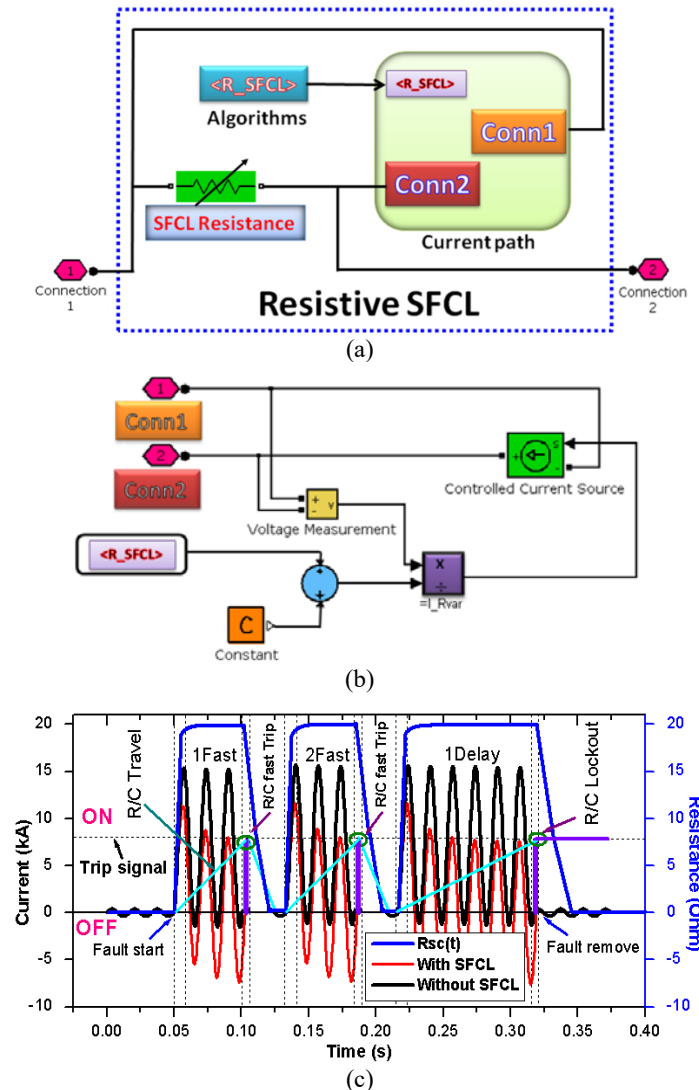 <R_SFCL>
<R_SFCL>
Algorithms
Conn1
Conn2
SFCL Resistance
Current path
1
Connection
1
2
Connection
2
Resistive SFCL
(a)
1
Conn1
2
Conn2
+
-
v
Voltage Measurement
+
s
-
Controlled Current Source
<R_SFCL>
+
+
×
÷
=I_Rvar
C
Constant
(b)
20
15
10
5
0
-5
-10
Current (kA)
20
15
10
5
0
-5
-10
Resistance (Ohm)
1Fast
2Fast
1Delay
R/C Travel
R/C fast Trip
R/C fast Trip
R/C Lockout
ON
Trip signal
OFF
Fault start
Fault remove
Rsc(t)
With SFCL
Without SFCL
0.00 0.05 0.10 0.15 0.20 0.25 0.30 0.35 0.40
Time (s)
(c)